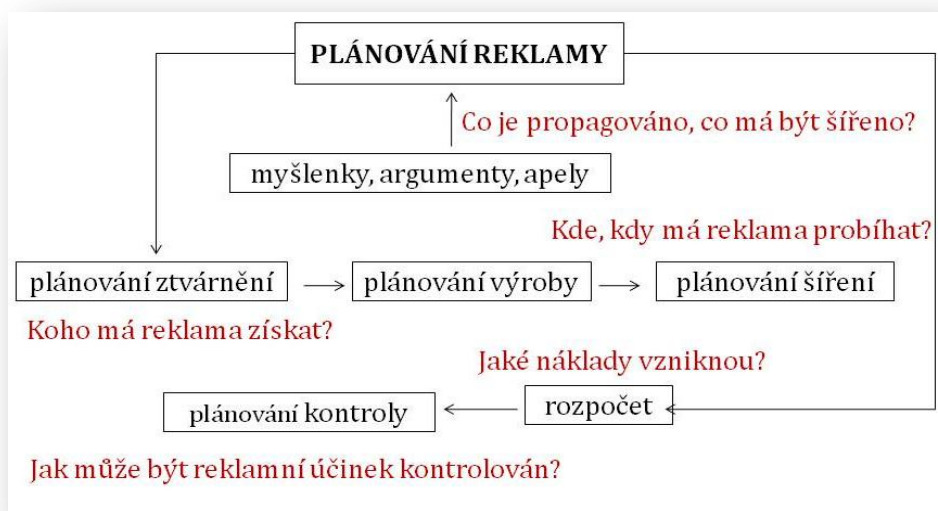 PLÁNOVÁNÍ REKLAMY
Co je propagováno, co má být šířeno?
myšlenky, argumenty, apely
Kde, kdy má reklama probíhat?
plánování ztvárnění
plánování výroby
plánování šíření
Koho má reklama získat?
Jaké náklady vzniknou?
plánování kontroly
rozpočet
Jak může být reklamní účinek kontrolován?